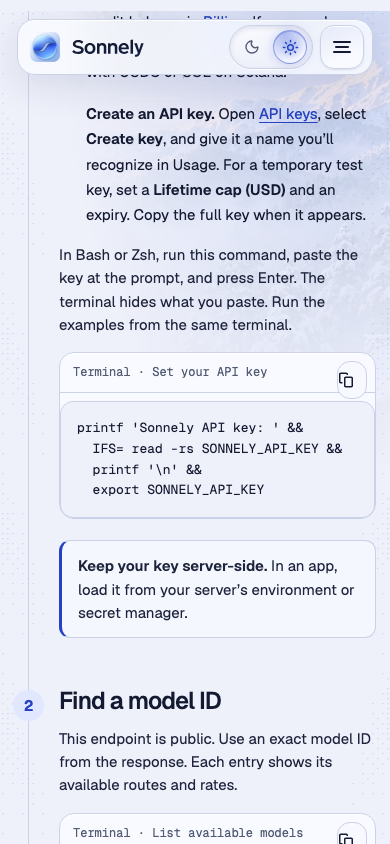 Sonnely
with USDC or SOL on Solana.
Create an API key. Open API keys, select
Create key, and give it a name you’ll
recognize in Usage. For a temporary test
key, set a Lifetime cap (USD) and an
expiry. Copy the full key when it appears.
In Bash or Zsh, run this command, paste the
key at the prompt, and press Enter. The
terminal hides what you paste. Run the
examples from the same terminal.
Terminal · Set your API key
printf 'Sonnely API key: ' &&
  IFS= read -rs SONNELY_API_KEY &&
  printf '\n' &&
  export SONNELY_API_KEY
Keep your key server-side. In an app,
load it from your server’s environment or
secret manager.
2
Find a model ID
This endpoint is public. Use an exact model ID
from the response. Each entry shows its
available routes and rates.
Terminal · List available models